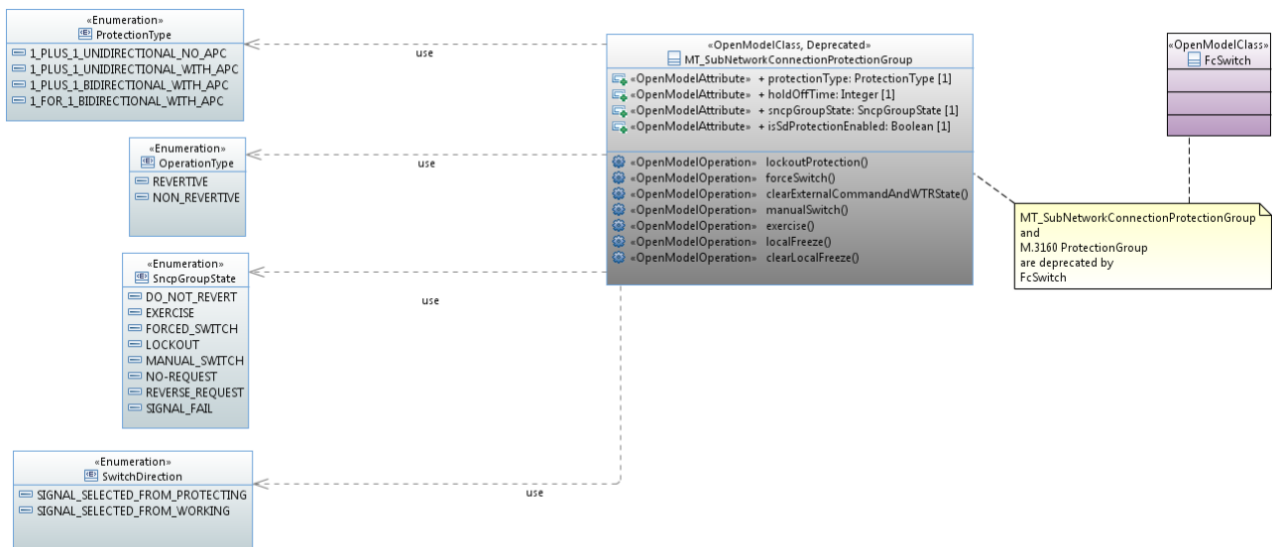 «Enumeration»
ProtectionType
1_PLUS_1_UNIDIRECTIONAL_NO_APC
1_PLUS_1_UNIDIRECTIONAL_WITH_APC
1_PLUS_1_BIDIRECTIONAL_WITH_APC
1_FOR_1_BIDIRECTIONAL_WITH_APC
use
«Enumeration»
OperationType
REVERTIVE
NON_REVERTIVE
use
«Enumeration»
SncpGroupState
DO_NOT_REVERT
EXERCISE
FORCED_SWITCH
LOCKOUT
MANUAL_SWITCH
NO-REQUEST
REVERSE_REQUEST
SIGNAL_FAIL
use
«Enumeration»
SwitchDirection
SIGNAL_SELECTED_FROM_PROTECTING
SIGNAL_SELECTED_FROM_WORKING
use
«OpenModelClass, Deprecated»
MT_SubNetworkConnectionProtectionGroup
«OpenModelAttribute» + protectionType: ProtectionType [1]
«OpenModelAttribute» + holdOffTime: Integer [1]
«OpenModelAttribute» + sncpGroupState: SncpGroupState [1]
«OpenModelAttribute» + isSdProtectionEnabled: Boolean [1]
«OpenModelOperation» lockoutProtection()
«OpenModelOperation» forceSwitch()
«OpenModelOperation» clearExternalCommandAndWTRState()
«OpenModelOperation» manualSwitch()
«OpenModelOperation» exercise()
«OpenModelOperation» localFreeze()
«OpenModelOperation» clearLocalFreeze()
«OpenModelClass»
FcSwitch
MT_SubNetworkConnectionProtectionGroup
and
M.3160 ProtectionGroup
are deprecated by
FcSwitch